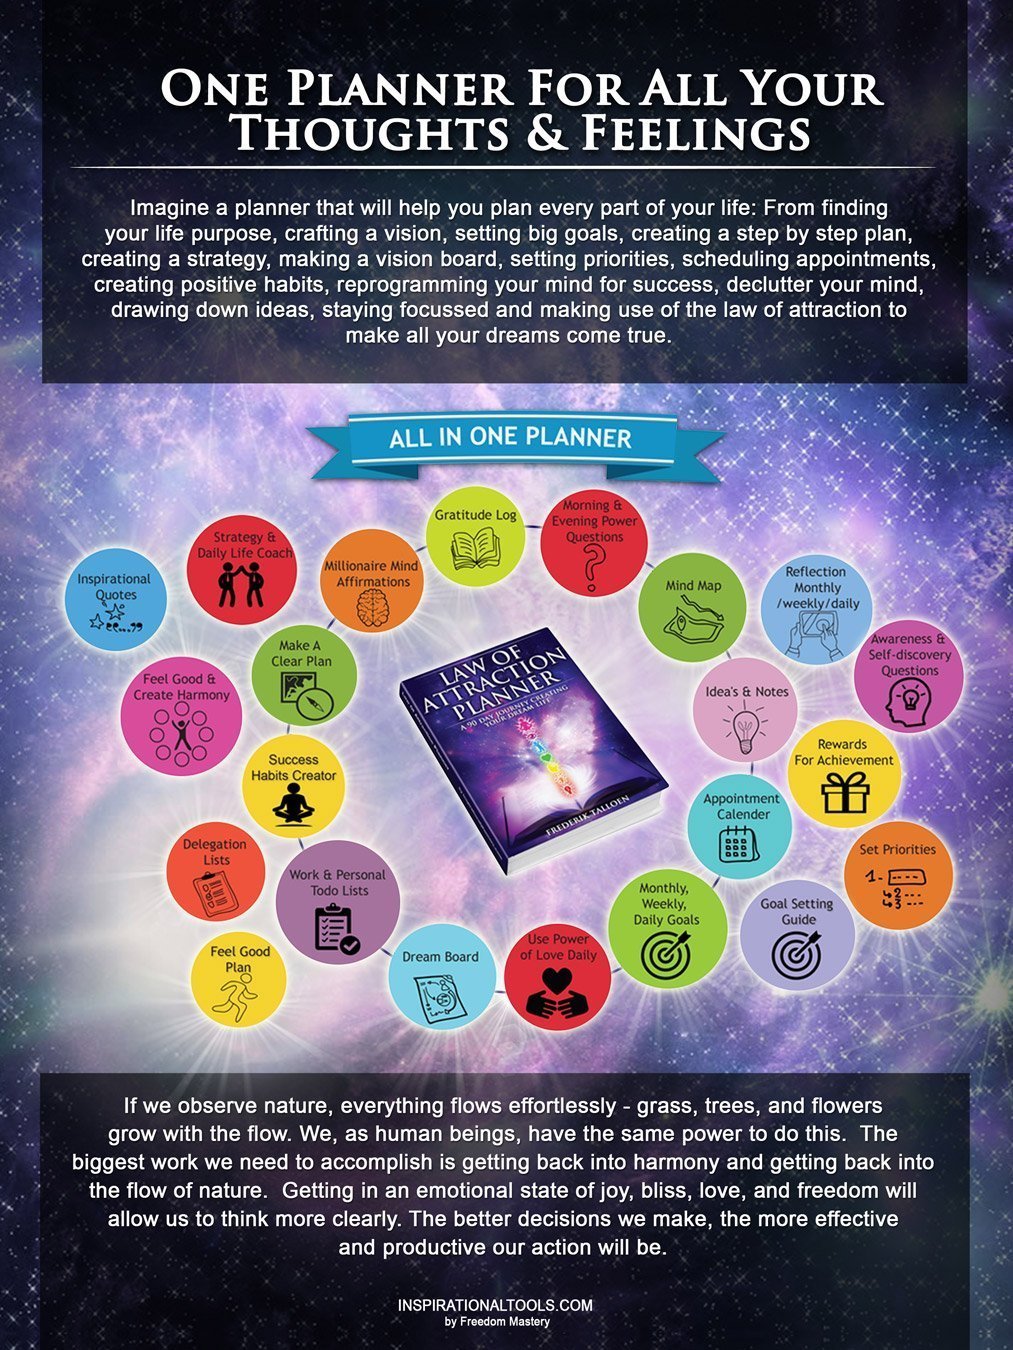 ONE PLANNER FOR ALL YOUR
THOUGHTS & FEELINGS
Imagine a planner that will help you plan every part of your life: From finding
your life purpose, crafting a vision, setting big goals, creating a step by step plan,
creating a strategy, making a vision board, setting priorities, scheduling appointments,
creating positive habits, reprogramming your mind for success, declutter your mind,
drawing down ideas, staying focussed and making use of the law of attraction to
make all your dreams come true.
ALL IN ONE PLANNER
Gratitude Log
Morning &
Evening Power
Questions
Strategy &
Daily Life Coach
Millionaire Mind
Affirmations
Inspirational
Quotes
Mind Map
Reflection
Monthly
/weekly/daily
Make A
Clear Plan
Awareness &
Self-discovery
Questions
Feel Good &
Create Harmony
Idea's & Notes
LAW OF
ATTRACTION
PLANNER
A 90 DAY JOURNEY CREATING
YOUR DREAM LIFE
FREDERIK TALLOEN
Success
Habits Creator
Rewards
For Achievement
Appointment
Calender
Delegation
Lists
Set Priorities
1-
2
3
Work & Personal
Todo Lists
Monthly,
Weekly,
Daily Goals
Goal Setting
Guide
Feel Good
Plan
Dream Board
Use Power
of Love Daily
If we observe nature, everything flows effortlessly - grass, trees, and flowers
grow with the flow. We, as human beings, have the same power to do this. The
biggest work we need to accomplish is getting back into harmony and getting back into
the flow of nature. Getting in an emotional state of joy, bliss, love, and freedom will
allow us to think more clearly. The better decisions we make, the more effective
and productive our action will be.
INSPIRATIONALTOOLS.COM
by Freedom Mastery